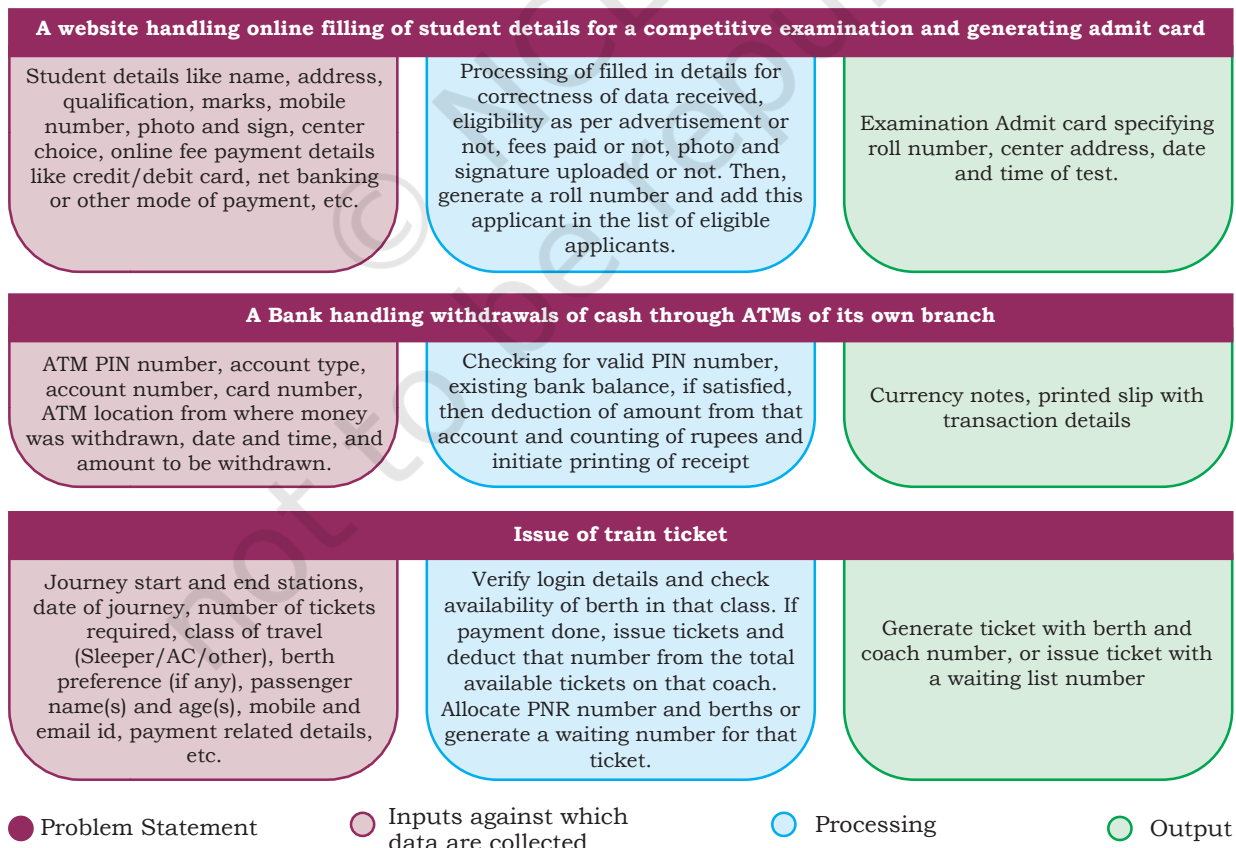 A website handling online filling of student details for a competitive examination and generating admit card
Student details like name, address,
qualification, marks, mobile
number, photo and sign, center
choice, online fee payment details
like credit/debit card, net banking
or other mode of payment, etc.
Processing of filled in details for
correctness of data received,
eligibility as per advertisement or
not, fees paid or not, photo and
signature uploaded or not. Then,
generate a roll number and add this
applicant in the list of eligible
applicants.
Examination Admit card specifying
roll number, center address, date
and time of test.
A Bank handling withdrawals of cash through ATMs of its own branch
ATM PIN number, account type,
account number, card number,
ATM location from where money
was withdrawn, date and time, and
amount to be withdrawn.
Checking for valid PIN number,
existing bank balance, if satisfied,
then deduction of amount from that
account and counting of rupees and
initiate printing of receipt
Currency notes, printed slip with
transaction details
Issue of train ticket
Journey start and end stations,
date of journey, number of tickets
required, class of travel
(Sleeper/AC/other), berth
preference (if any), passenger
name(s) and age(s), mobile and
email id, payment related details,
etc.
Verify login details and check
availability of berth in that class. If
payment done, issue tickets and
deduct that number from the total
available tickets on that coach.
Allocate PNR number and berths or
generate a waiting number for that
ticket.
Generate ticket with berth and
coach number, or issue ticket with
a waiting list number
Problem Statement
Inputs against which
data are collected
Processing
Output
©
not to be